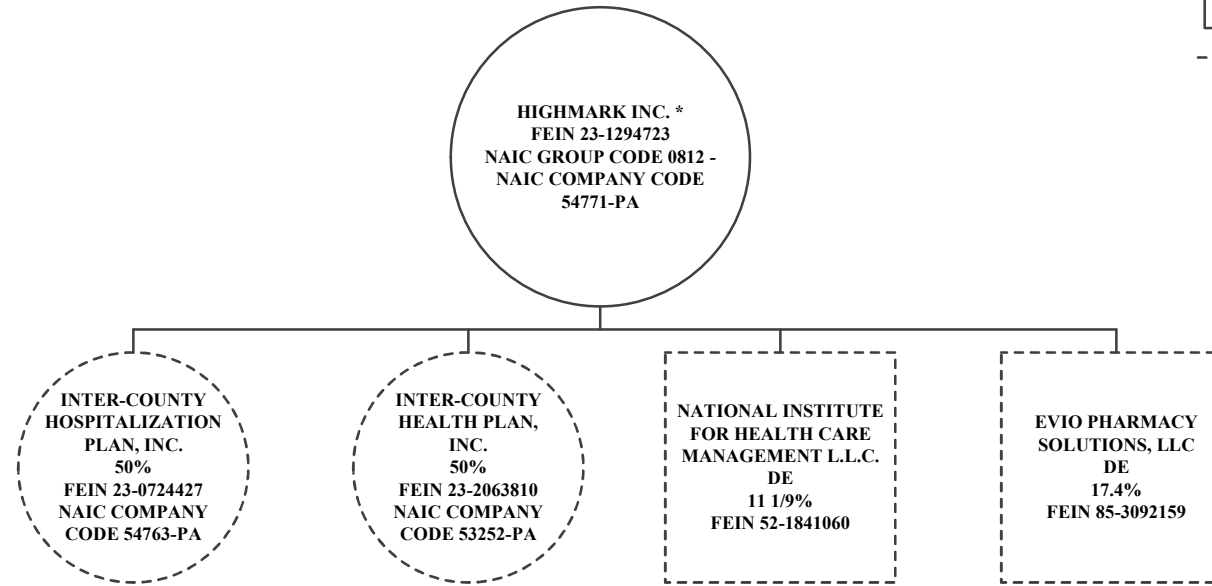 HIGHMARK INC. *
FEIN 23-1294723
NAIC GROUP CODE 0812 -
NAIC COMPANY CODE
54771-PA
INTER-COUNTY
HOSPITALIZATION
PLAN, INC.
50%
FEIN 23-0724427
NAIC COMPANY
CODE 54763-PA
INTER-COUNTY
HEALTH PLAN,
INC.
50%
FEIN 23-2063810
NAIC COMPANY
CODE 53252-PA
NATIONAL INSTITUTE
FOR HEALTH CARE
MANAGEMENT L.L.C.
DE
11 1/9%
FEIN 52-1841060
EVIO PHARMACY
SOLUTIONS, LLC
DE
17.4%
FEIN 85-3092159